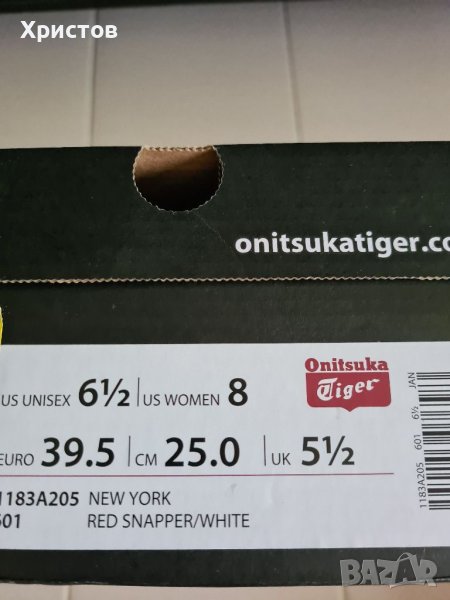 Христов
onitsukatiger.co
US UNISEX 6½ US WOMEN 8
Onitsuka
Tiger
EURO 39.5 CM 25.0 UK 5½
1183A205 NEW YORK
601 RED SNAPPER/WHITE
1183A205 601 6½ JAN
BAZAR